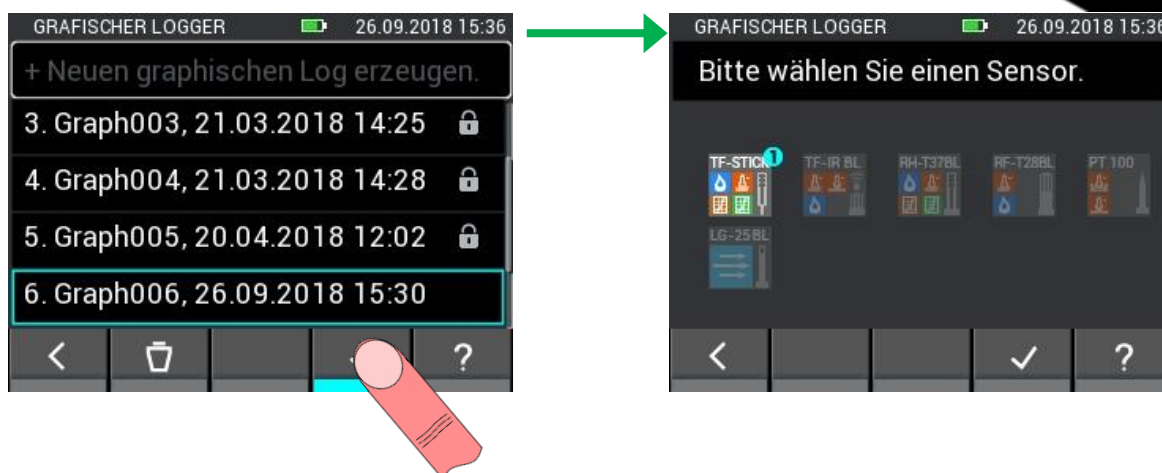 GRAFISCHER LOGGER 26.09.2018 15:36
+ Neuen graphischen Log erzeugen.
3. Graph003, 21.03.2018 14:25
4. Graph004, 21.03.2018 14:28
5. Graph005, 20.04.2018 12:02
6. Graph006, 26.09.2018 15:30
?
GRAFISCHER LOGGER 26.09.2018 15:36
Bitte wählen Sie einen Sensor.
TF-STICK 1 TF-IR BL RH-T37BL RF-T28BL PT 100
LG-25 BL
?